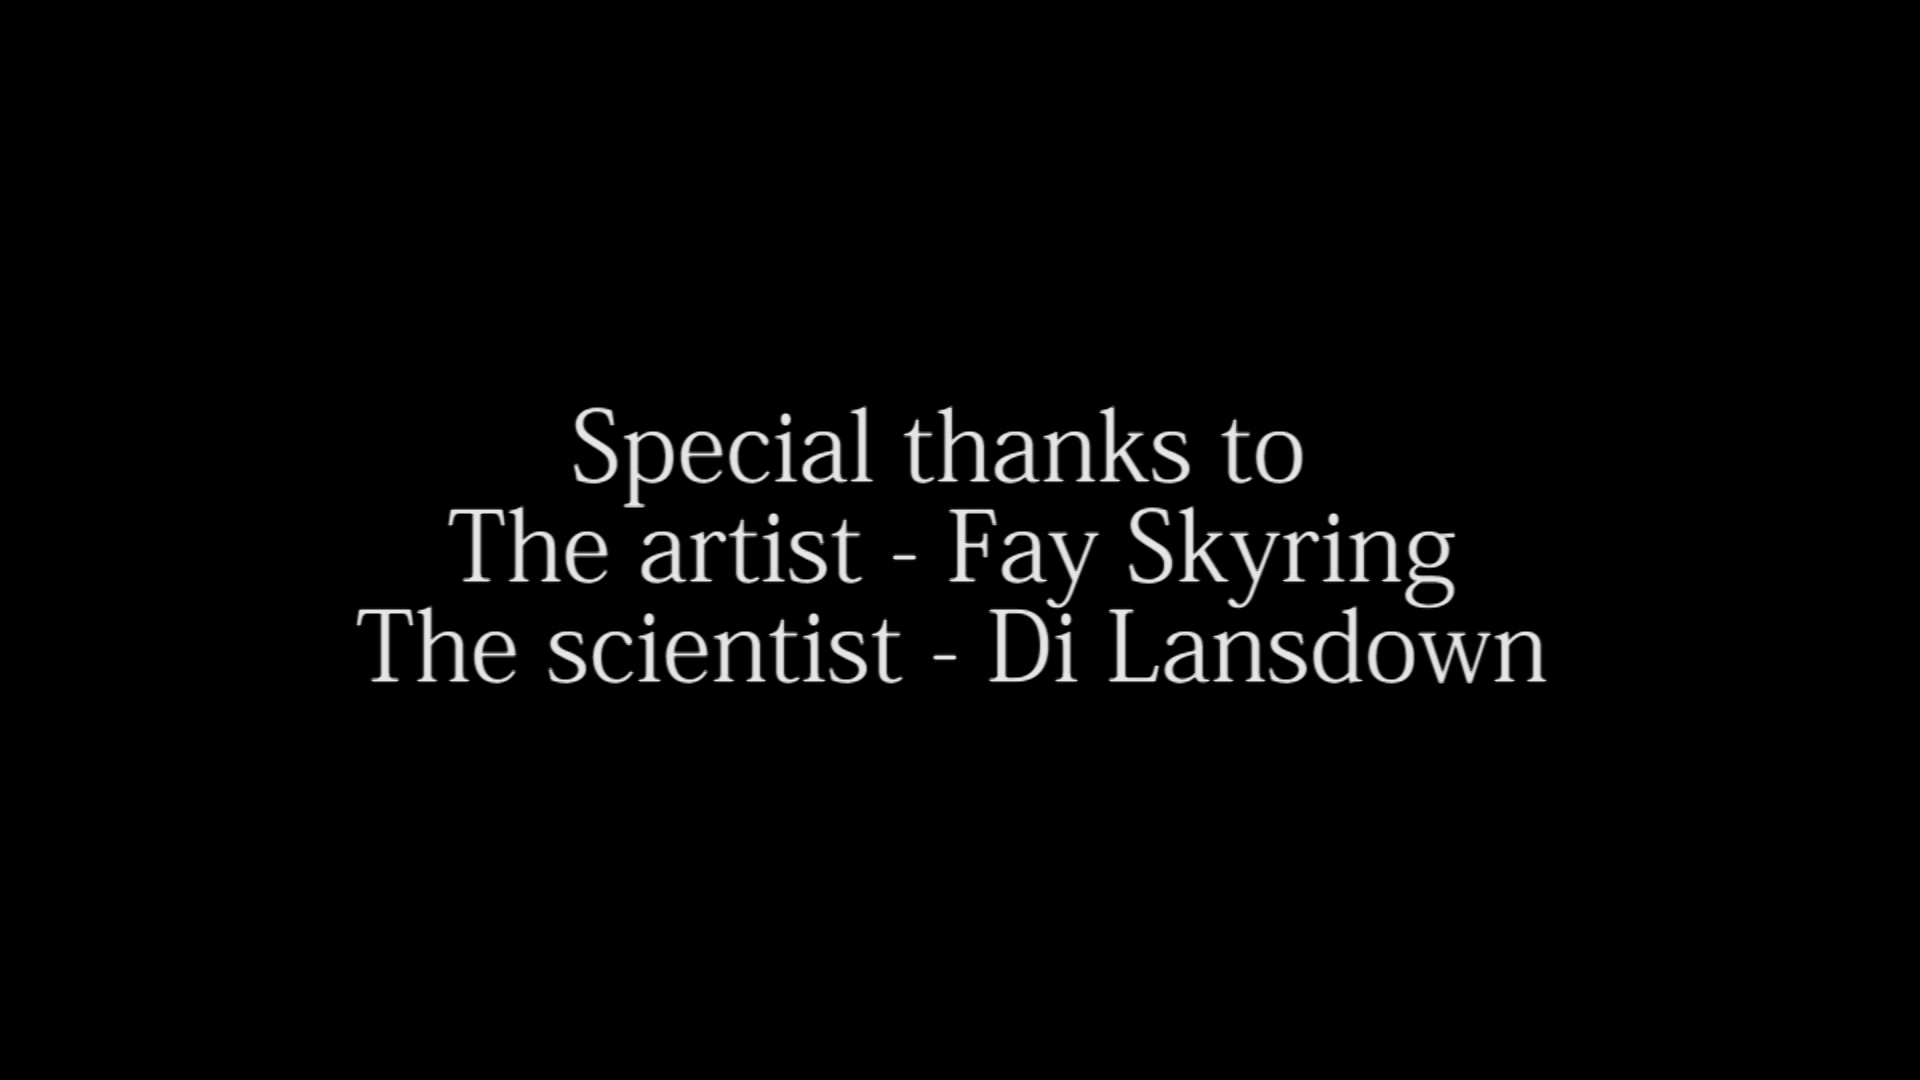 Special thanks to
The artist - Fay Skyring
The scientist - Di Lansdown